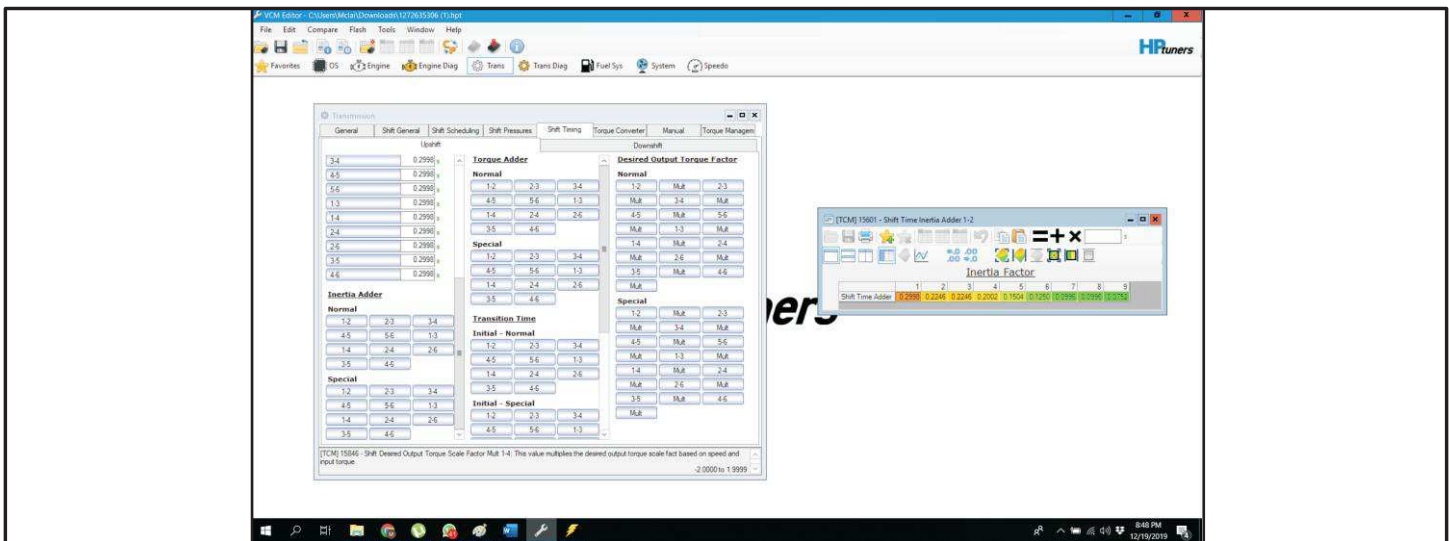 VCM Editor - C:\Users\Mclai\Downloads\1272635306 (1).hpt
File Edit Compare Flash Tools Window Help
HPtuners
Favorites OS Engine Engine Diag Trans Trans Diag Fuel Sys System Speedo
Transmission
General Shift General Shift Scheduling Shift Pressures Shift Timing Torque Converter Manual Torque Managem
Upshift Downshift
3-4 0.2998 s
4-5 0.2998 s
5-6 0.2998 s
1-3 0.2998 s
1-4 0.2998 s
2-4 0.2998 s
2-6 0.2998 s
3-5 0.2998 s
4-6 0.2998 s
Inertia Adder
Normal
1-2 2-3 3-4
4-5 5-6 1-3
1-4 2-4 2-6
3-5 4-6
Special
1-2 2-3 3-4
4-5 5-6 1-3
1-4 2-4 2-6
3-5 4-6
Torque Adder
Normal
1-2 2-3 3-4
4-5 5-6 1-3
1-4 2-4 2-6
3-5 4-6
Special
1-2 2-3 3-4
4-5 5-6 1-3
1-4 2-4 2-6
3-5 4-6
Transition Time
Initial - Normal
1-2 2-3 3-4
4-5 5-6 1-3
1-4 2-4 2-6
3-5 4-6
Initial - Special
1-2 2-3 3-4
4-5 5-6 1-3
Desired Output Torque Factor
Normal
1-2 Mult 2-3
Mult 3-4 Mult
4-5 Mult 5-6
Mult 1-3 Mult
1-4 Mult 2-4
Mult 2-6 Mult
3-5 Mult 4-6
Mult
Special
1-2 Mult 2-3
Mult 3-4 Mult
4-5 Mult 5-6
Mult 1-3 Mult
1-4 Mult 2-4
Mult 2-6 Mult
3-5 Mult 4-6
Mult
[TCM] 15846 - Shift Desired Output Torque Scale Factor Mult 1-4: This value multiplies the desired output torque scale fact based on speed and
input torque.
-2.0000 to 1.9999
ers
[TCM] 15601 - Shift Time Inertia Adder 1-2
s
Inertia Factor
1 2 3 4 5 6 7 8 9
Shift Time Adder 0.2998 0.2246 0.2246 0.2002 0.1504 0.1250 0.0996 0.0996 0.0752
8:48 PM
12/19/2019